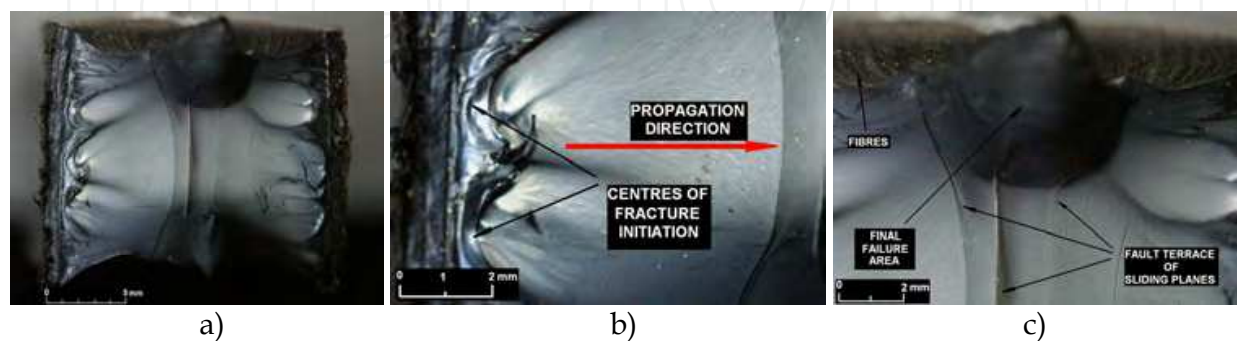 5 mm
PROPAGATION
DIRECTION
CENTRES OF
FRACTURE
INITIATION
0 1 2 mm
FIBRES
FINAL
FAILURE
AREA
FAULT TERRACE
OF
SLIDING PLANES
0 2 mm
a) b) c)